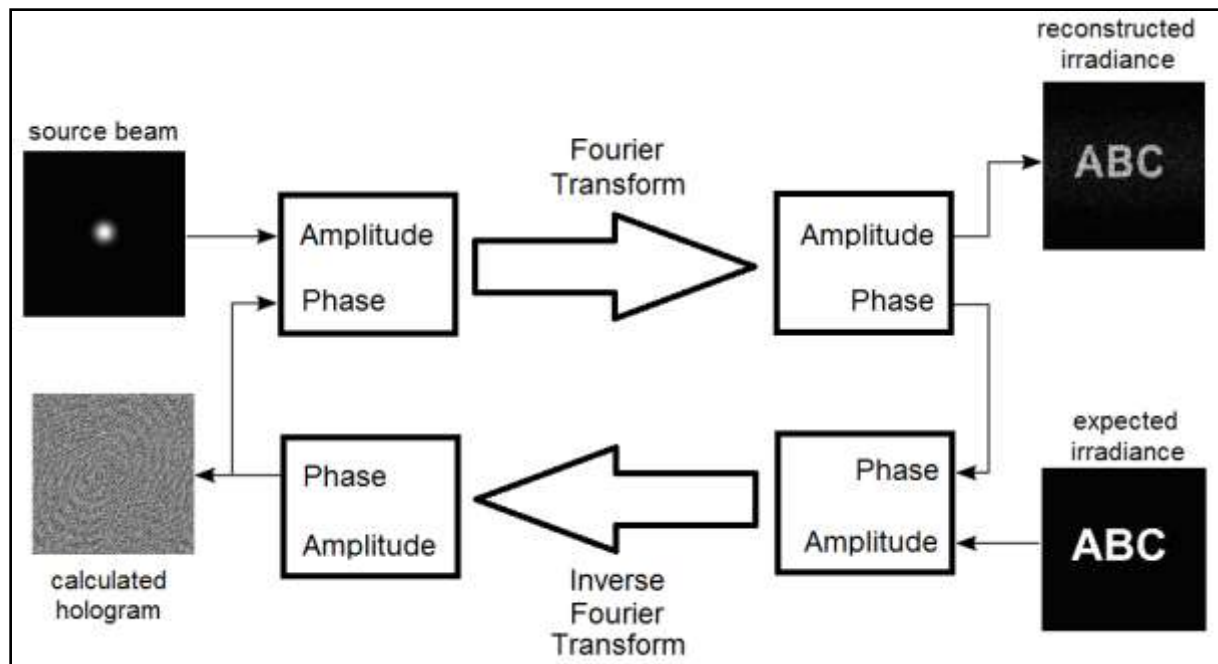 reconstructed
irradiance
source beam
Fourier
Transform
ABC
Amplitude
Phase
Amplitude
Phase
expected
irradiance
Phase
Amplitude
Phase
Amplitude
ABC
calculated
hologram
Inverse
Fourier
Transform